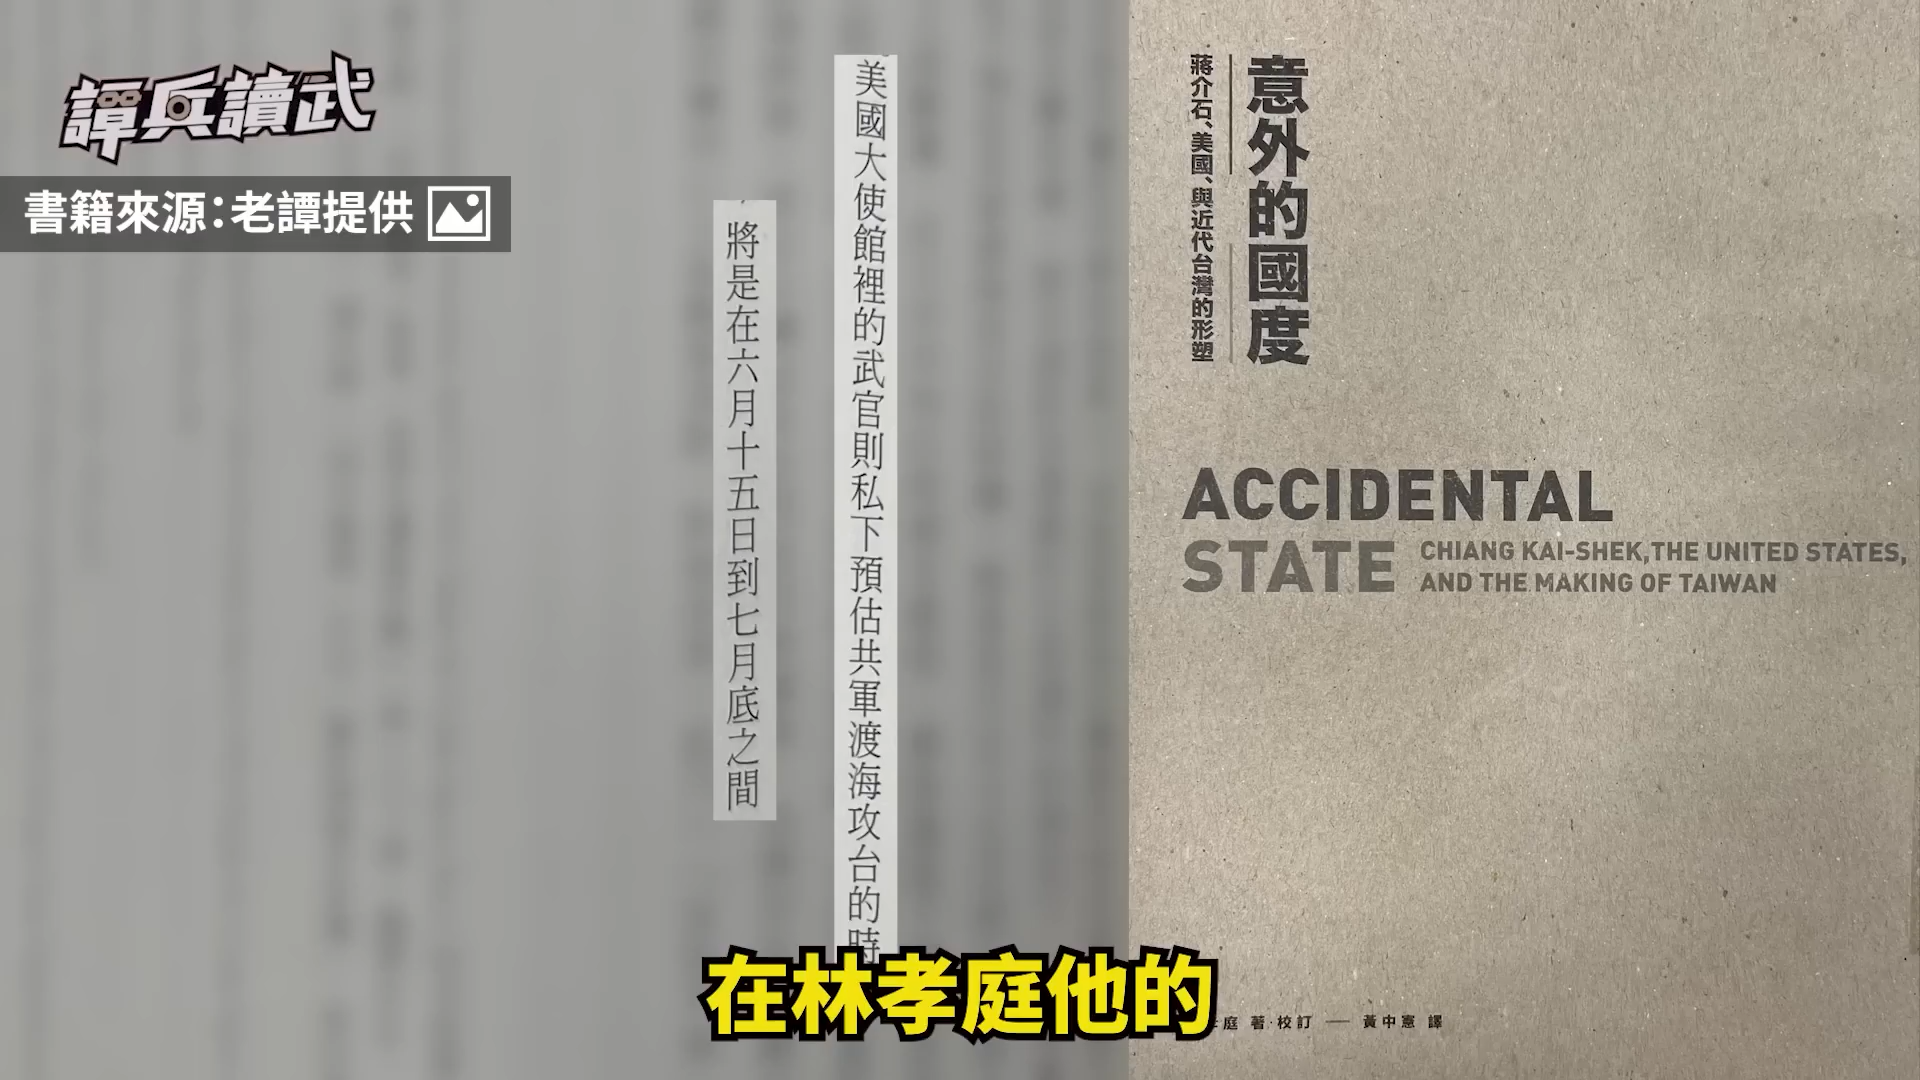 譚兵讀武
書籍來源：老譚提供
美國大使館裡的武官則私下預估共軍渡海攻台的時
將是在六月十五日到七月底之間
意外的國度
蔣介石、美國、與近代台灣的形塑
ACCIDENTAL
STATE
CHIANG KAI-SHEK, THE UNITED STATES,
AND THE MAKING OF TAIWAN
庭 著·校訂 — 黃中憲 譯
在林孝庭他的